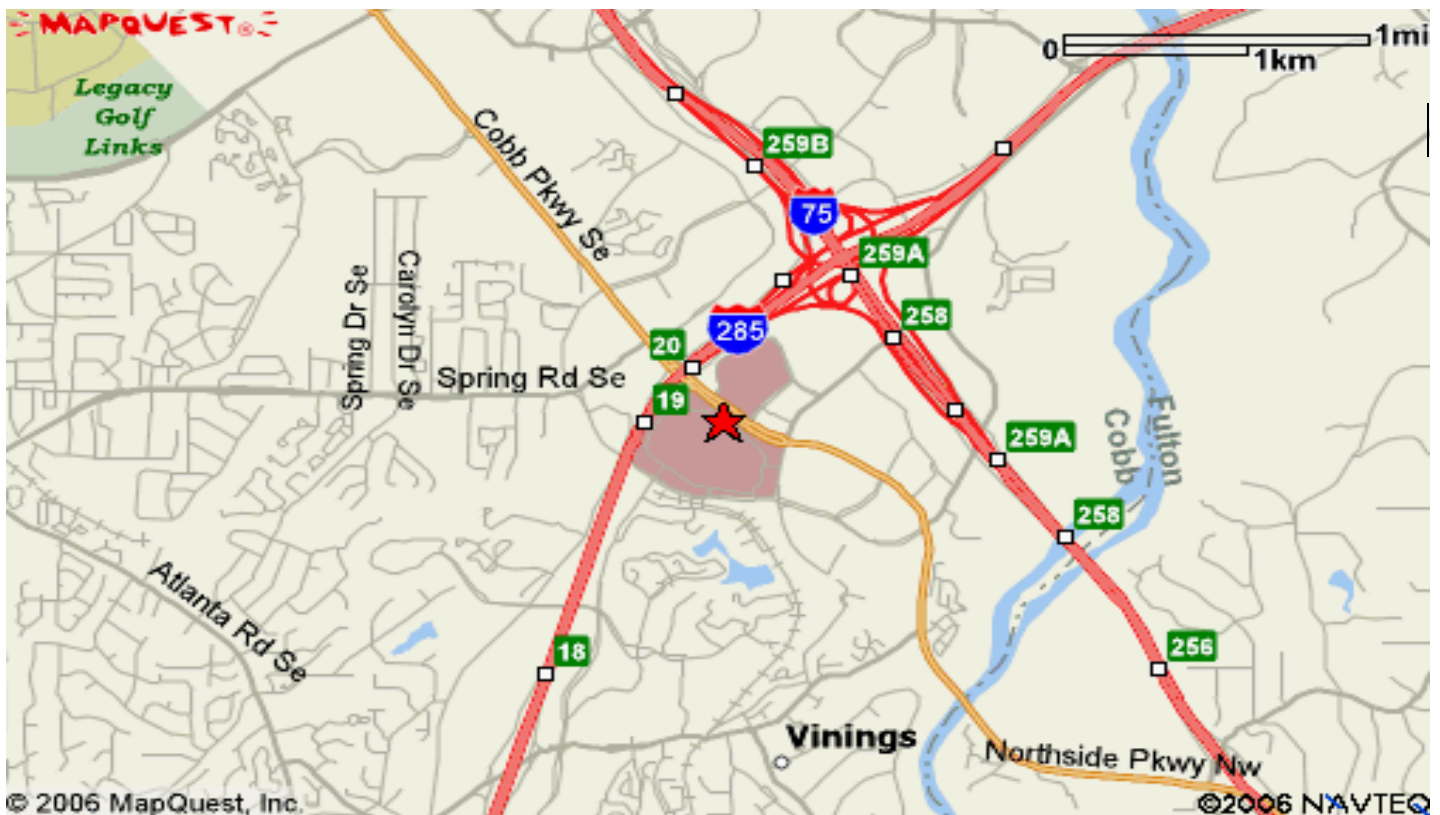 MAPQUEST®
0 1mi
1km
Legacy
Golf
Links
Cobb Pkwy Se
259B
75
259A
258
285
20
Spring Dr Se
Carolyn Dr Se
Spring Rd Se
19
259A
Cobb
Fulton
258
Atlanta Rd Se
18
256
Vinings
Northside Pkwy Nw
© 2006 MapQuest, Inc.
©2006 NAVTEQ